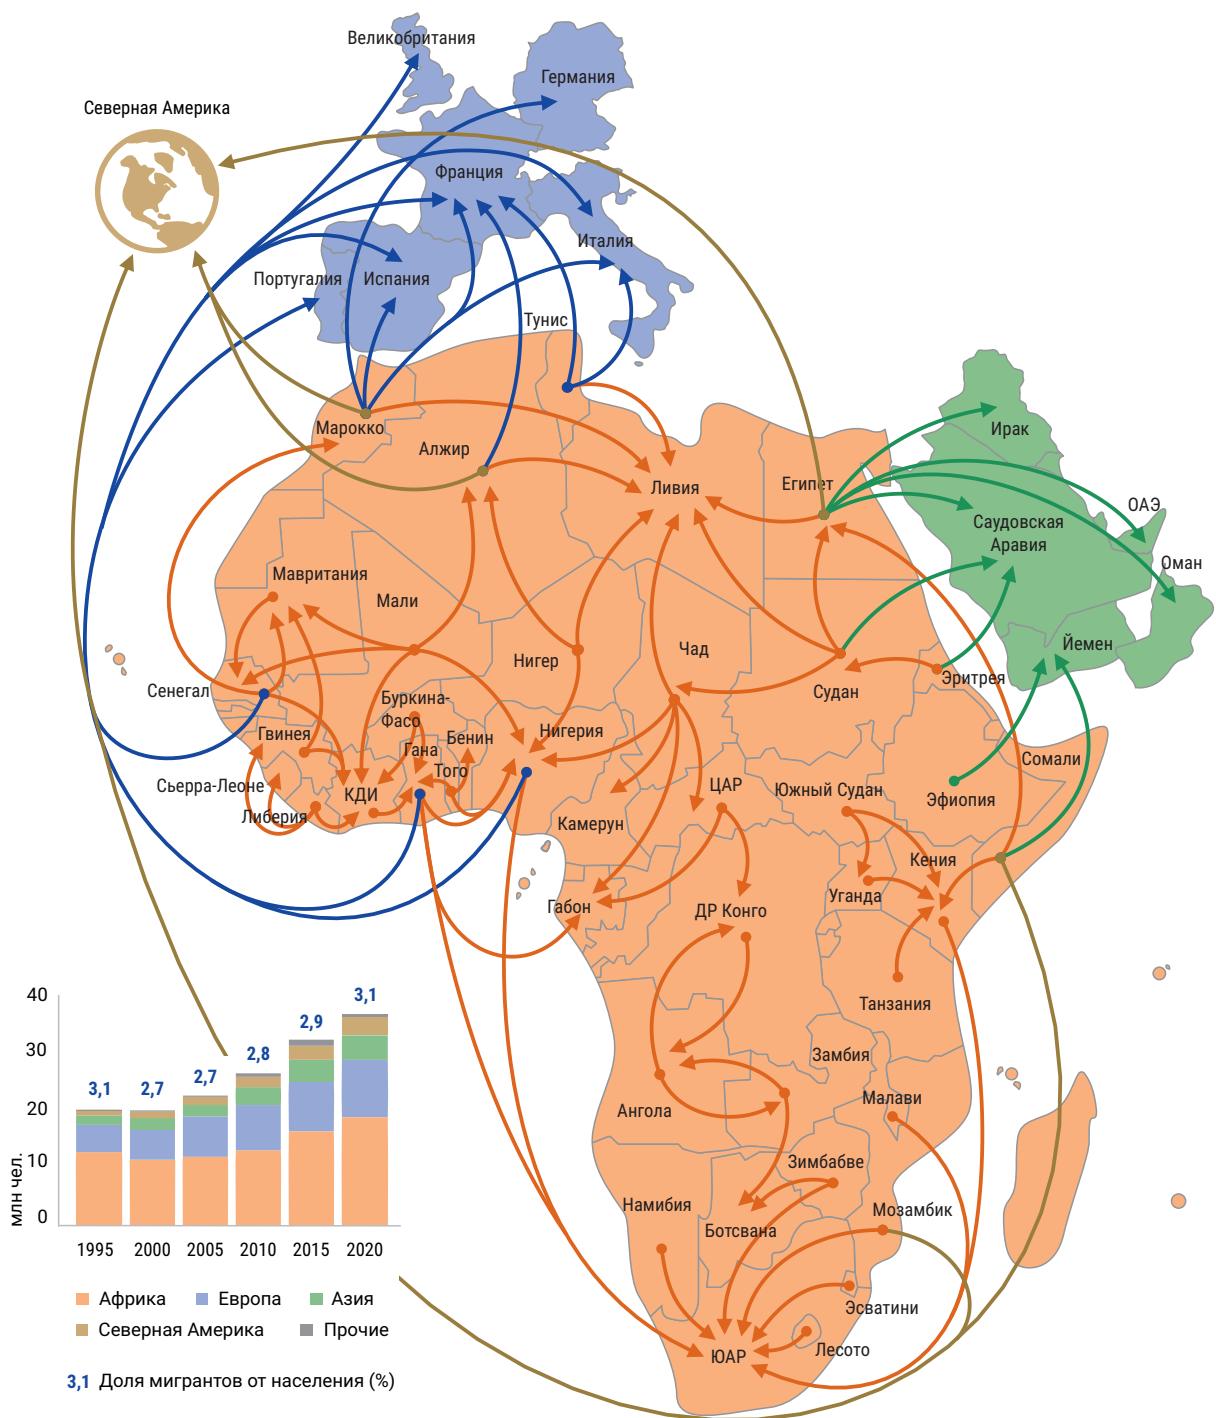 Великобритания
Германия
Северная Америка
Франция
Италия
Португалия
Испания
Тунис
Марокко
Алжир
Ливия
Египет
Ирак
ОАЭ
Саудовская
Аравия
Оман
Йемен
Мавритания
Мали
Нигер
Чад
Судан
Эритрея
Сенегал
Буркина-
Фасо
Гвинея
Гана
Бенин
Нигерия
Того
Сьерра-Леоне
Либерия
КДИ
Камерун
ЦАР
Южный Судан
Эфиопия
Сомали
Кения
Уганда
Габон
ДР Конго
Танзания
Замбия
Малави
Ангола
Зимбабве
Мозамбик
Намибия
Ботсвана
Эсватини
Лесото
ЮАР
млн чел.
40
30
20
10
0
3,1
2,7
2,7
2,8
2,9
3,1
1995
2000
2005
2010
2015
2020
Африка
Европа
Азия
Северная Америка
Прочие
3,1 Доля мигрантов от населения (%)